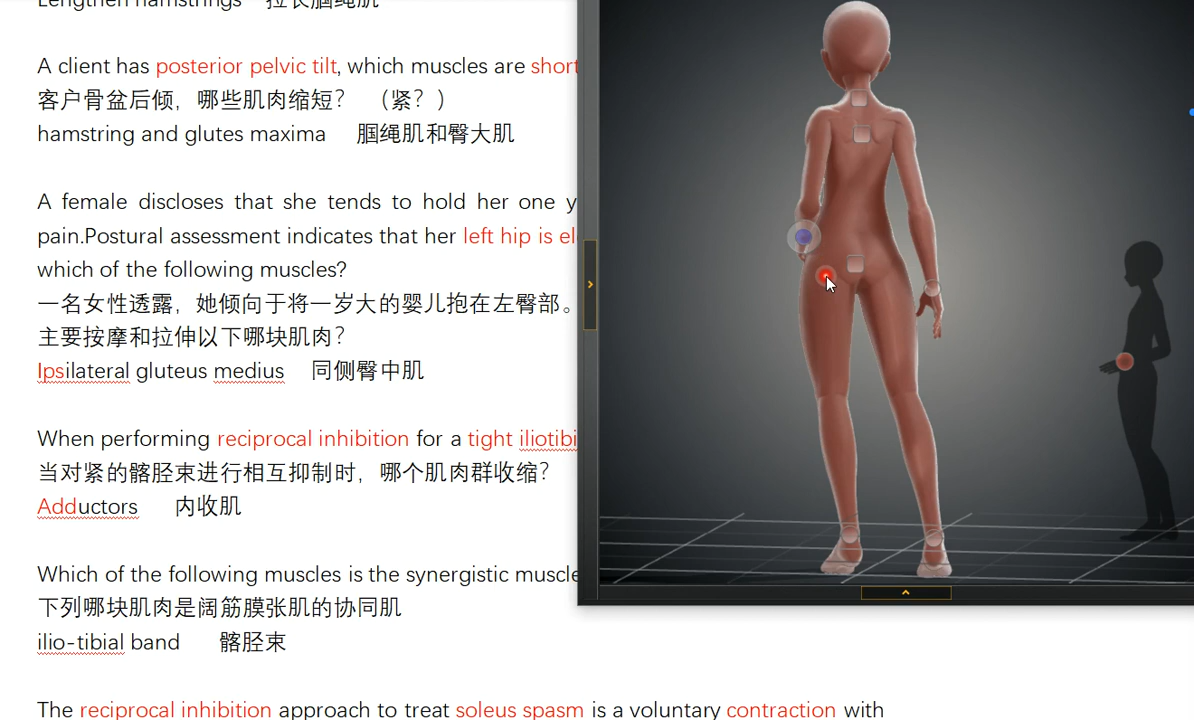 Lengthen hamstrings 拉长腘绳肌
A client has posterior pelvic tilt, which muscles are short
客户骨盆后倾，哪些肌肉缩短？ （紧？）
hamstring and glutes maxima 腘绳肌和臀大肌
A female discloses that she tends to hold her one y
pain.Postural assessment indicates that her left hip is el
which of the following muscles?
一名女性透露，她倾向于将一岁大的婴儿抱在左臀部。
主要按摩和拉伸以下哪块肌肉？
Ipsilateral gluteus medius 同侧臀中肌
When performing reciprocal inhibition for a tight iliotibi
当对紧的髂胫束进行相互抑制时，哪个肌肉群收缩？
Adductors 内收肌
Which of the following muscles is the synergistic muscle
下列哪块肌肉是阔筋膜张肌的协同肌
ilio-tibial band 髂胫束
The reciprocal inhibition approach to treat soleus spasm is a voluntary contraction with